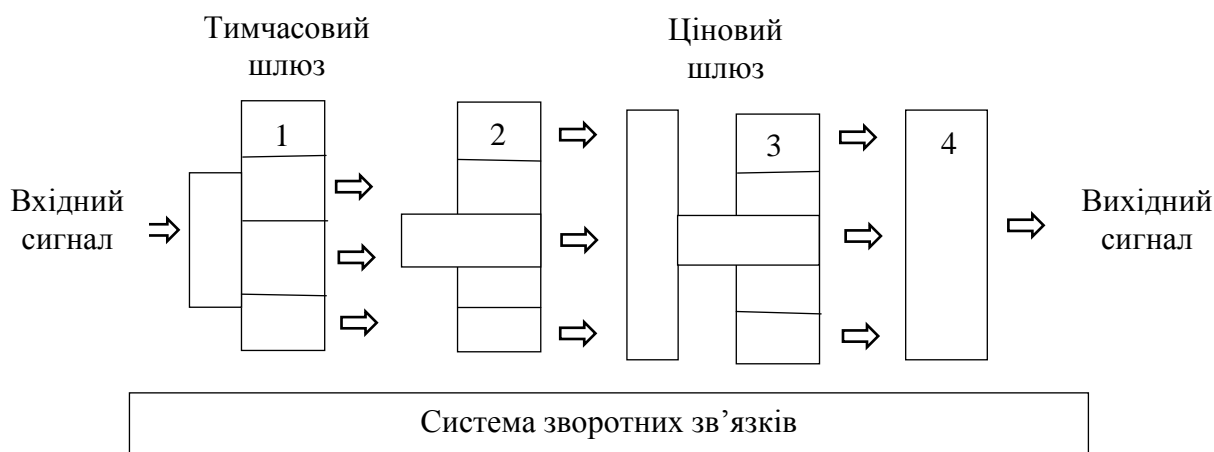 Тимчасовий
шлюз
Ціновий
шлюз
1
2
3
4
Вхідний
сигнал
Вихідний
сигнал
Система зворотних зв’язків